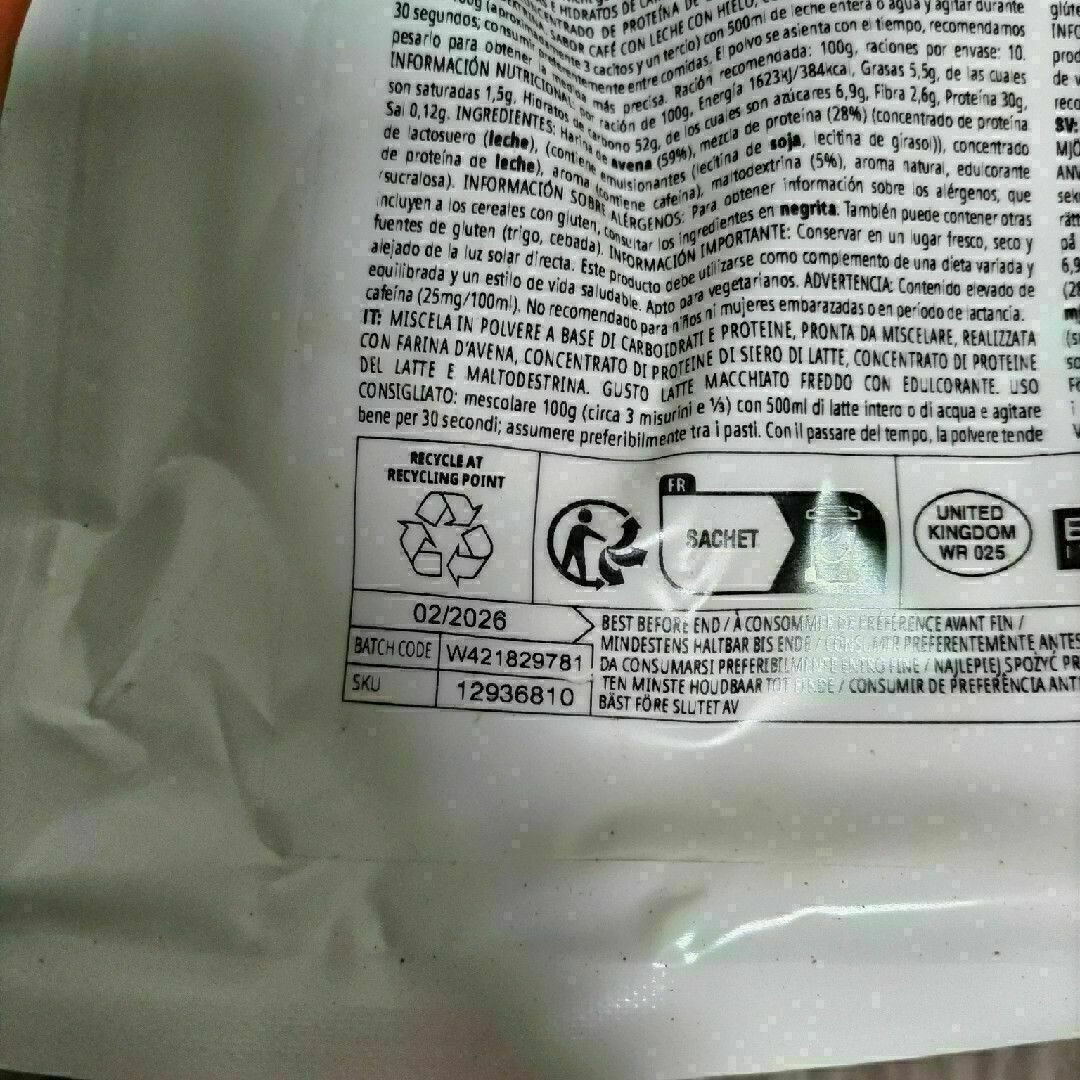 30 segundos; consumir preferentemente entre comidas. El polvo se asienta con el tiempo, recomendamos
pesarlo para obtener la medida más precisa. Ración recomendada: 100g, raciones por envase: 10.
INFORMACIÓN NUTRICIONAL por ración de 100g, Energía 1623kJ/384kcal, Grasas 5,5g, de las cuales
son saturadas 1,5g, Hidratos de carbono 52g, de los cuales son azúcares 6,9g, Fibra 2,6g, Proteína 30g,
Sal 0,12g. INGREDIENTES: Harina de avena (59%), mezcla de proteína (28%) (concentrado de proteína
de lactosuero (leche), (contiene emulsionantes (lecitina de soja, lecitina de girasol)), concentrado
de proteína de leche), aroma (contiene cafeína), maltodextrina (5%), aroma natural, edulcorante
(sucralosa). INFORMACIÓN SOBRE ALÉRGENOS: Para obtener información sobre los alérgenos, que
incluyen a los cereales con gluten, consultar los ingredientes en negrita. También puede contener otras
fuentes de gluten (trigo, cebada). INFORMACIÓN IMPORTANTE: Conservar en un lugar fresco, seco y
alejado de la luz solar directa. Este producto debe utilizarse como complemento de una dieta variada y
equilibrada y un estilo de vida saludable. Apto para vegetarianos. ADVERTENCIA: Contenido elevado de
cafeína (25mg/100ml). No recomendado para niños ni mujeres embarazadas o en período de lactancia.
IT: MISCELA IN POLVERE A BASE DI CARBOIDRATI E PROTEINE, PRONTA DA MISCELARE, REALIZZATA
CON FARINA D'AVENA, CONCENTRATO DI PROTEINE DI SIERO DI LATTE, CONCENTRATO DI PROTEINE
DEL LATTE E MALTODESTRINA. GUSTO LATTE MACCHIATO FREDDO CON EDULCORANTE. USO
CONSIGLIATO: mescolare 100g (circa 3 misurini e ⅓) con 500ml di latte intero o di acqua e agitare
bene per 30 secondi; assumere preferibilmente tra i pasti. Con il passare del tempo, la polvere tende
RECYCLE AT
RECYCLING POINT
FR
SACHET
UNITED
KINGDOM
WR 025
02/2026
BATCH CODE W421829781
SKU 12936810
BEST BEFORE END / À CONSOMMER DE PRÉFÉRENCE AVANT FIN /
MINDESTENS HALTBAR BIS ENDE / CONSUMIR PREFERENTEMENTE ANTES
DA CONSUMARSI PREFERIBILMENTE ENTRO FINE / NAJLEPIEJ SPOŻYĆ PR
TEN MINSTE HOUDBAAR TOT EINDE / CONSUMIR DE PREFERÊNCIA ANT
BÄST FÖRE SLUTET AV